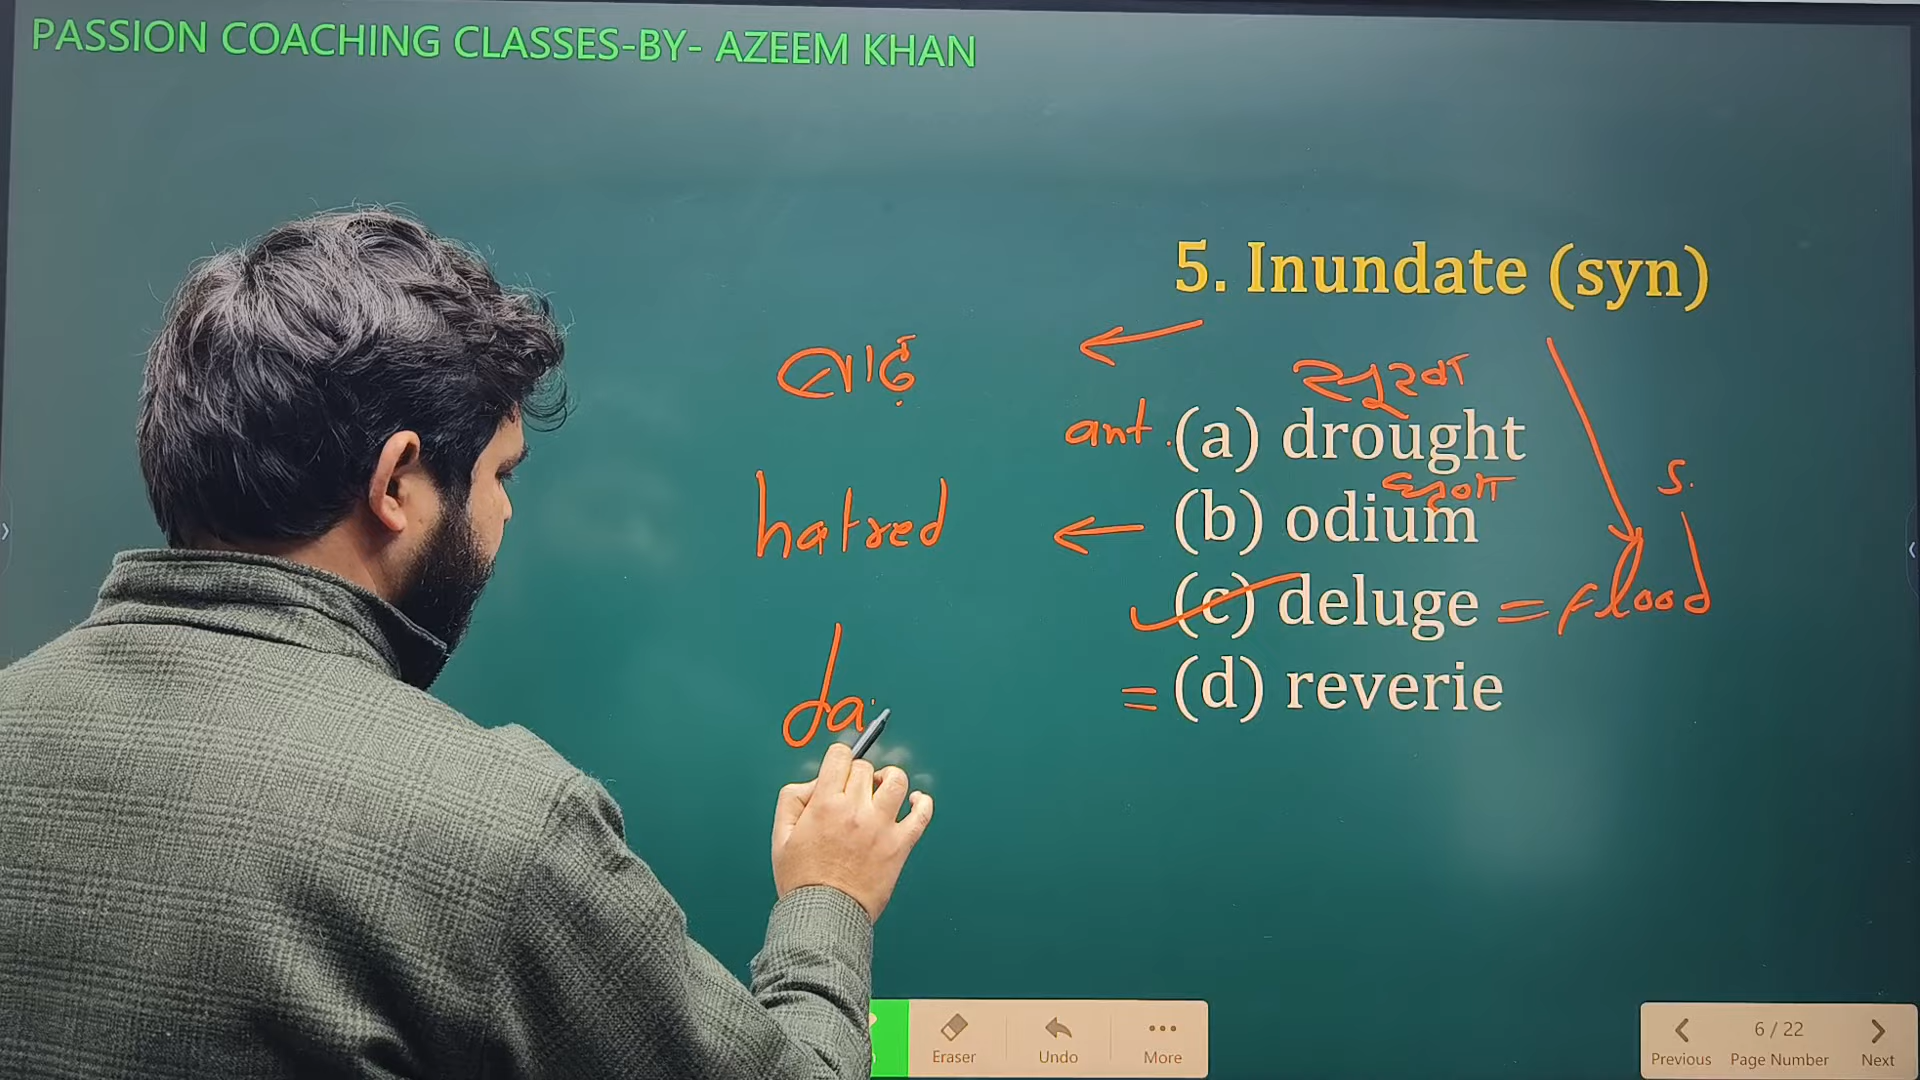 PASSION COACHING CLASSES-BY- AZEEM KHAN
5. Inundate (syn)
बाढ़
सूखा
ant. (a) drought
घृणा
S.
hatred ← (b) odium
(c) deluge = flood
da
= (d) reverie
Eraser
Undo
More
6 / 22
Previous
Page Number
Next